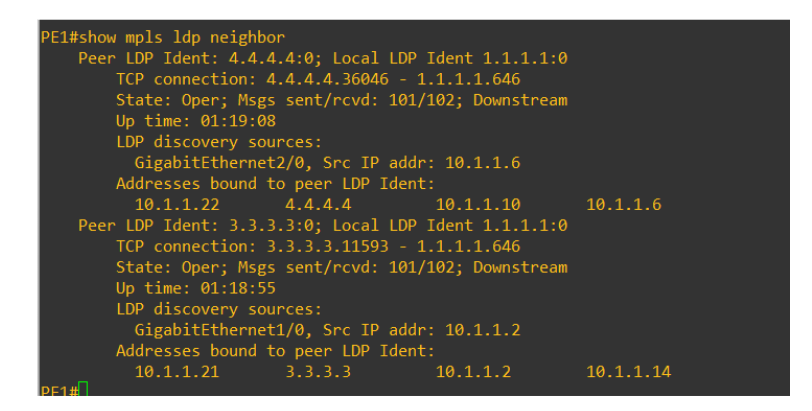 PE1#show mpls ldp neighbor
    Peer LDP Ident: 4.4.4.4:0; Local LDP Ident 1.1.1.1:0
        TCP connection: 4.4.4.4.36046 - 1.1.1.1.646
        State: Oper; Msgs sent/rcvd: 101/102; Downstream
        Up time: 01:19:08
        LDP discovery sources:
          GigabitEthernet2/0, Src IP addr: 10.1.1.6
        Addresses bound to peer LDP Ident:
          10.1.1.22       4.4.4.4         10.1.1.10       10.1.1.6
    Peer LDP Ident: 3.3.3.3:0; Local LDP Ident 1.1.1.1:0
        TCP connection: 3.3.3.3.11593 - 1.1.1.1.646
        State: Oper; Msgs sent/rcvd: 101/102; Downstream
        Up time: 01:18:55
        LDP discovery sources:
          GigabitEthernet1/0, Src IP addr: 10.1.1.2
        Addresses bound to peer LDP Ident:
          10.1.1.21       3.3.3.3         10.1.1.2        10.1.1.14
PE1#